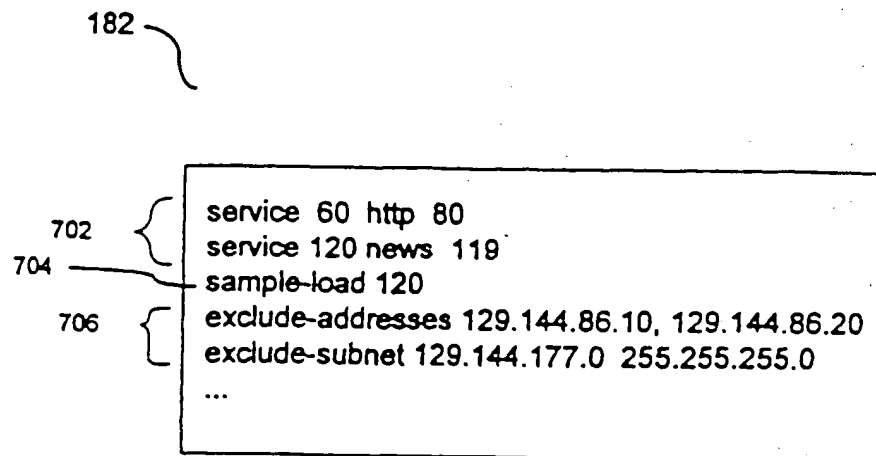 182
702
704
706
service 60 http 80
service 120 news 119
sample-load 120
exclude-addresses 129.144.86.10, 129.144.86.20
exclude-subnet 129.144.177.0 255.255.255.0
...